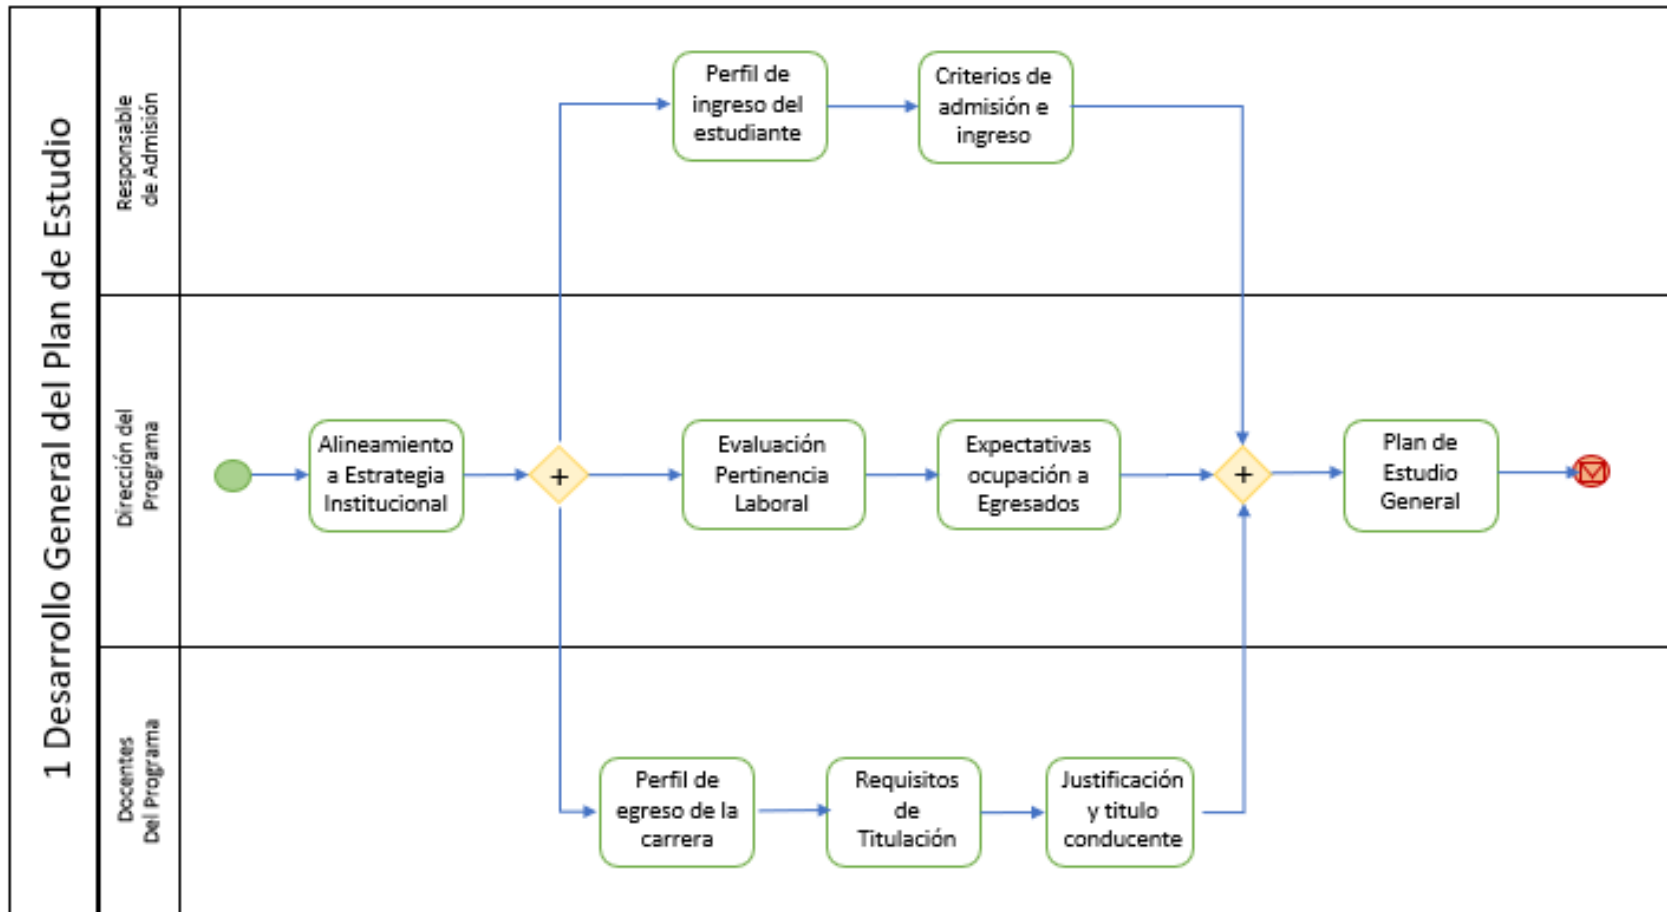 1 Desarrollo General del Plan de Estudio
Responsable
de Admisión
Perfil de
ingreso del
estudiante
Criterios de
admisión e
ingreso
Dirección del
Programa
Alineamiento
a Estrategia
Institucional
+
Evaluación
Pertinencia
Laboral
Expectativas
ocupación a
Egresados
+
Plan de
Estudio
General
Docentes
Del Programa
Perfil de
egreso de la
carrera
Requisitos
de
Titulación
Justificación
y titulo
conducente